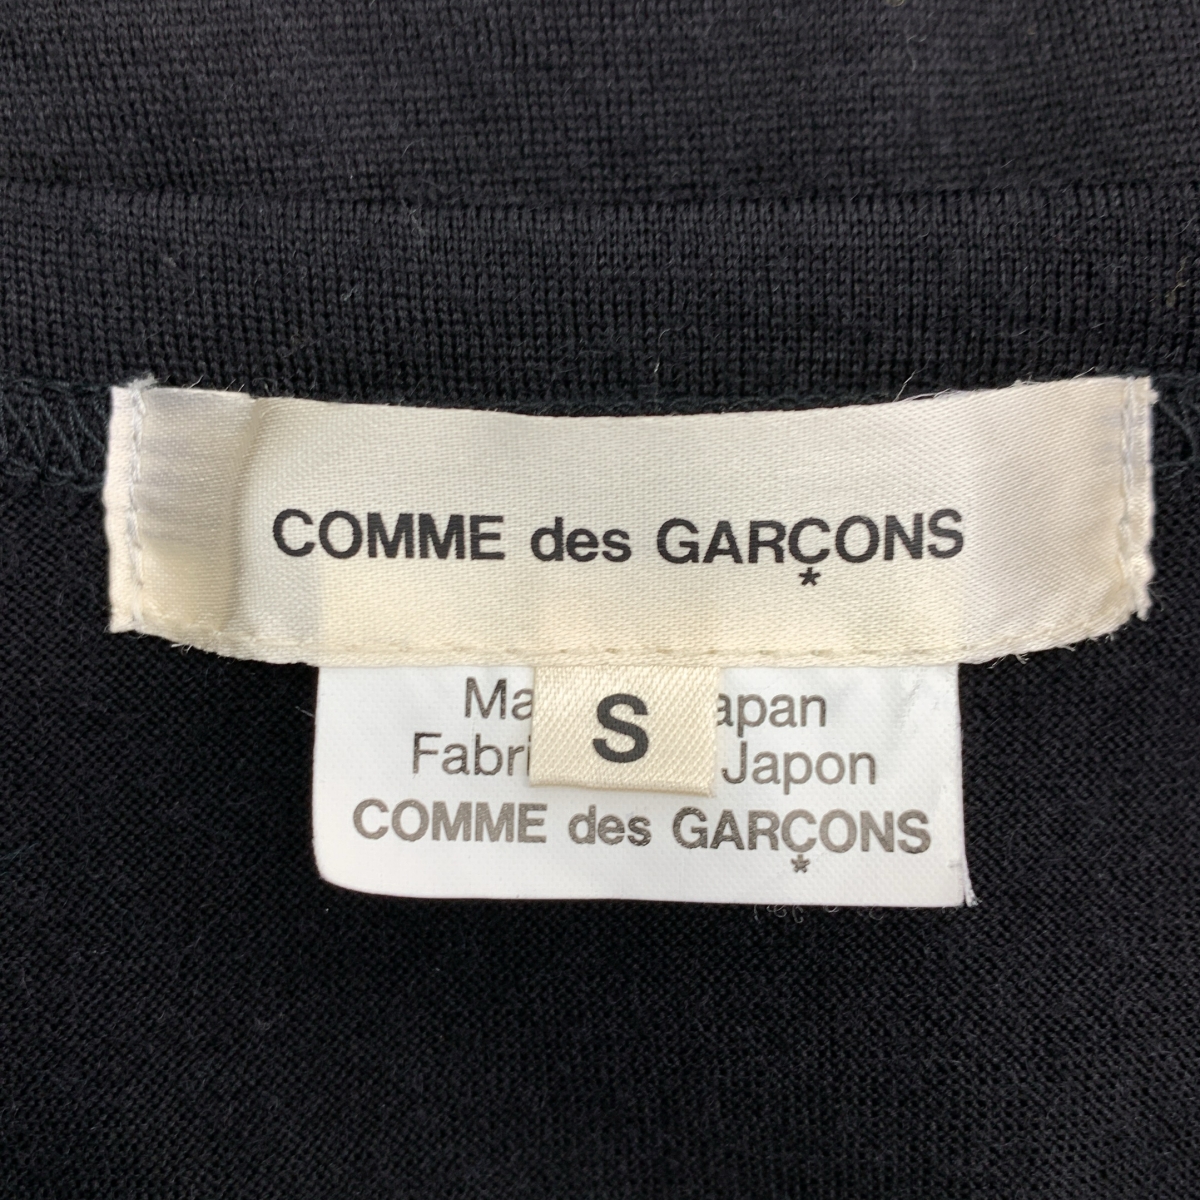 COMME des GARÇONS
*
S
Ma apan
Fabri Japon
COMME des GARÇONS
*